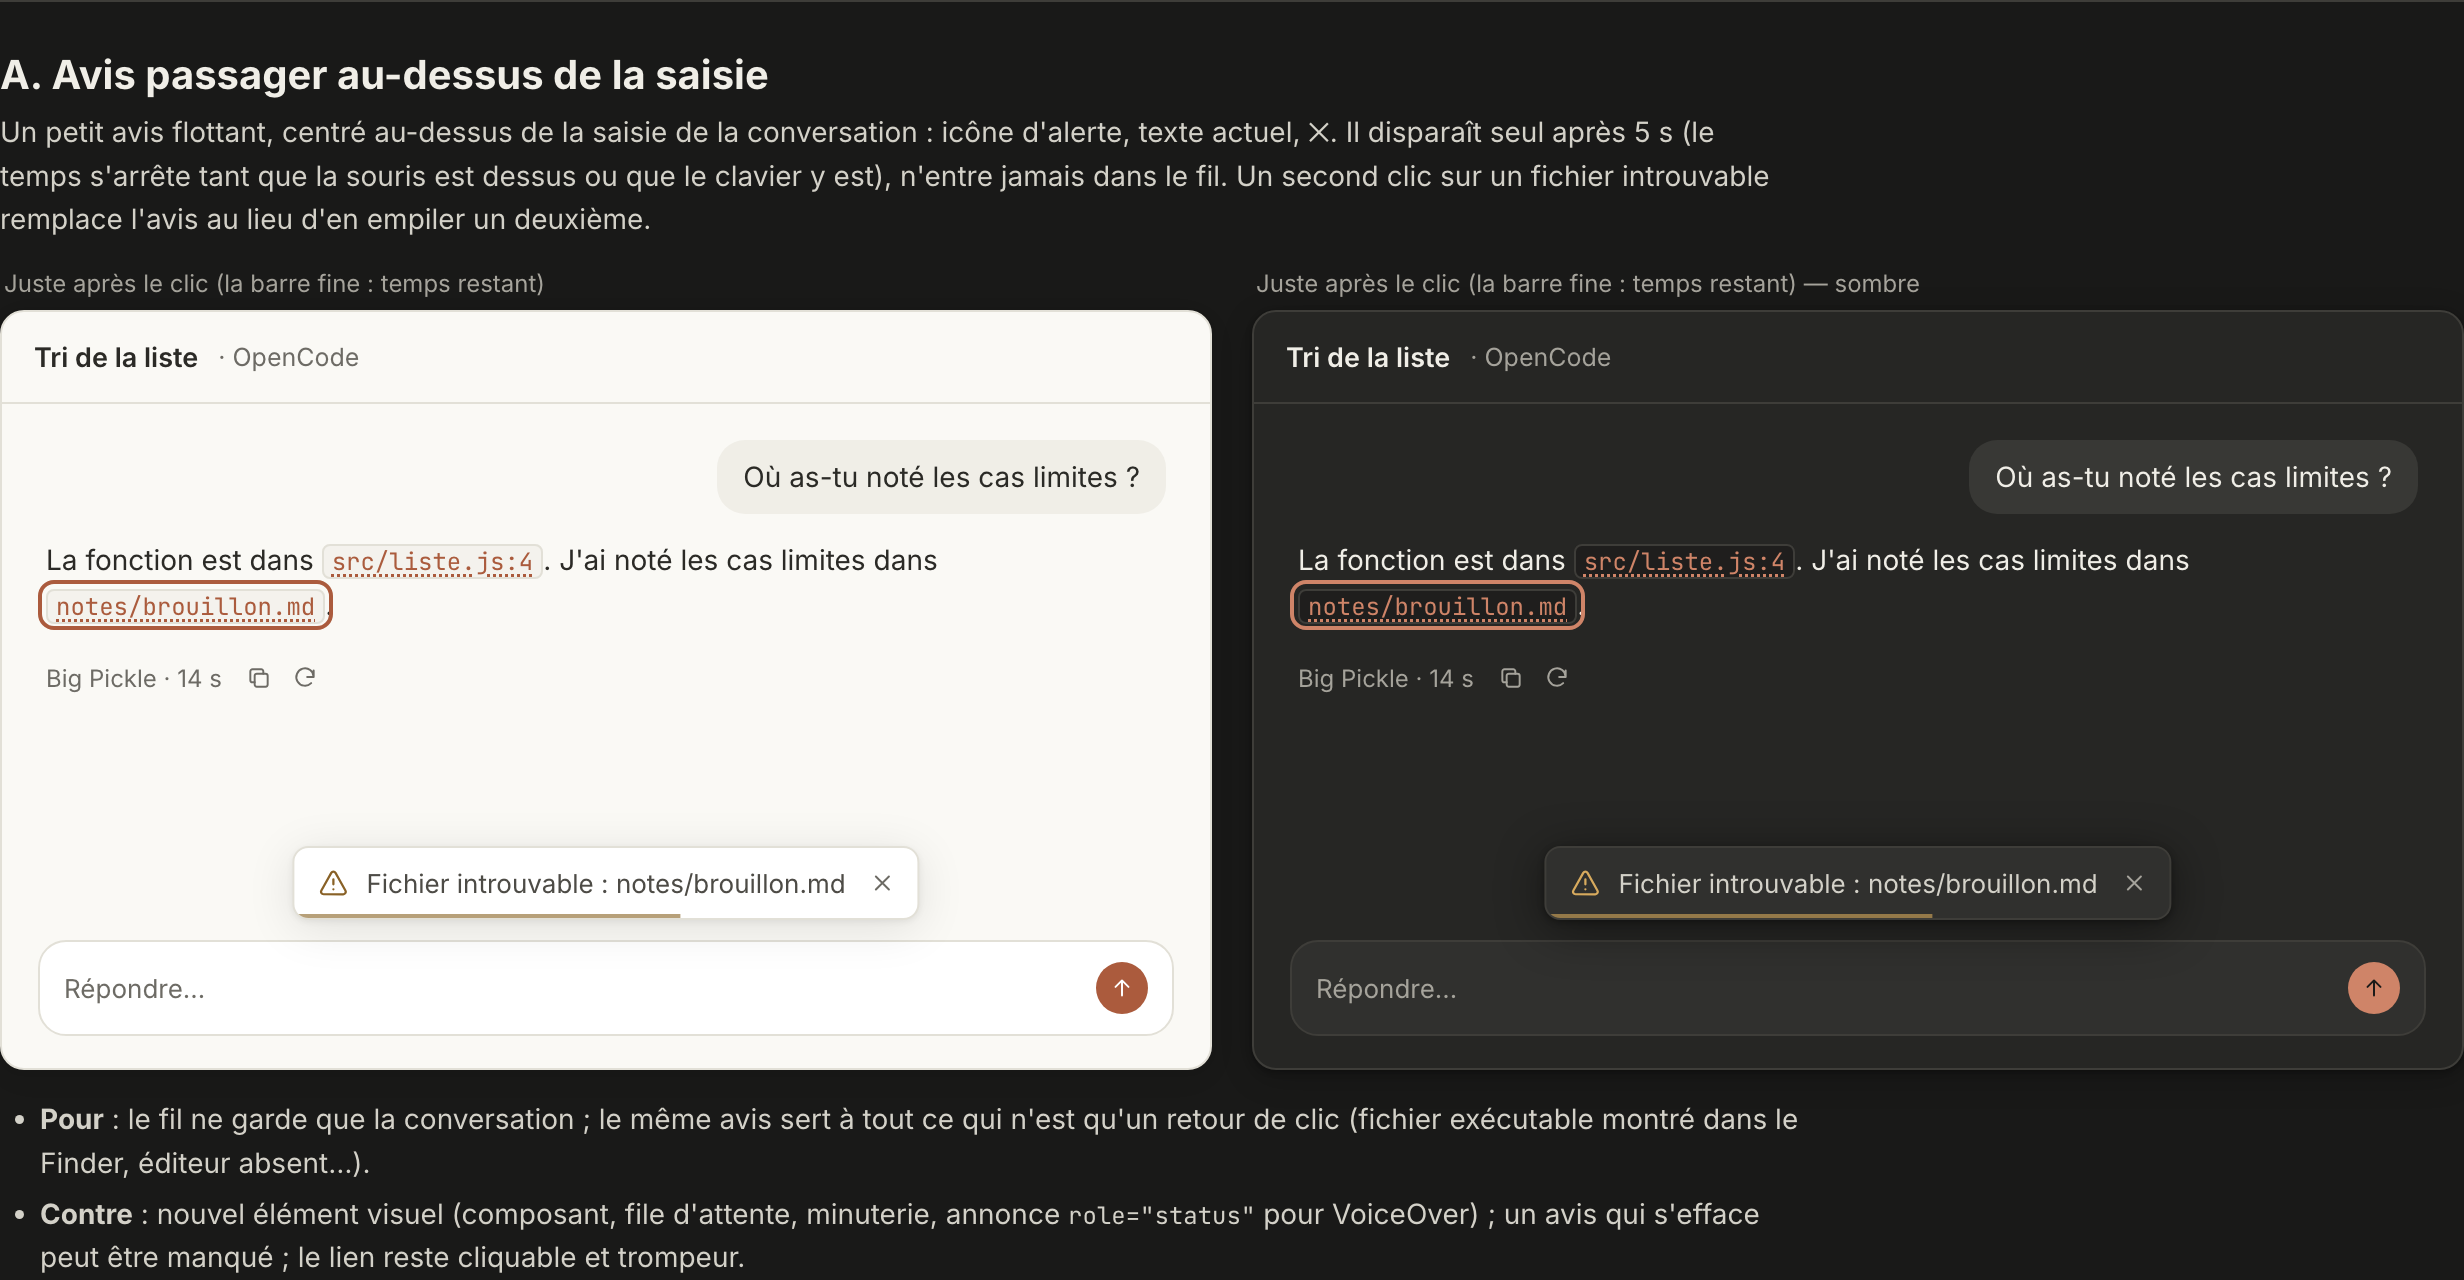 A. Avis passager au-dessus de la saisie
Un petit avis flottant, centré au-dessus de la saisie de la conversation : icône d'alerte, texte actuel, ✕. Il disparaît seul après 5 s (le
temps s'arrête tant que la souris est dessus ou que le clavier y est), n'entre jamais dans le fil. Un second clic sur un fichier introuvable
remplace l'avis au lieu d'en empiler un deuxième.
Juste après le clic (la barre fine : temps restant)
Tri de la liste · OpenCode
Où as-tu noté les cas limites ?
La fonction est dans src/liste.js:4. J'ai noté les cas limites dans
notes/brouillon.md.
Big Pickle · 14 s
Fichier introuvable : notes/brouillon.md
Répondre...
Juste après le clic (la barre fine : temps restant) — sombre
Tri de la liste · OpenCode
Où as-tu noté les cas limites ?
La fonction est dans src/liste.js:4. J'ai noté les cas limites dans
notes/brouillon.md.
Big Pickle · 14 s
Fichier introuvable : notes/brouillon.md
Répondre...
• Pour : le fil ne garde que la conversation ; le même avis sert à tout ce qui n'est qu'un retour de clic (fichier exécutable montré dans le
Finder, éditeur absent...).
• Contre : nouvel élément visuel (composant, file d'attente, minuterie, annonce role="status" pour VoiceOver) ; un avis qui s'efface
peut être manqué ; le lien reste cliquable et trompeur.